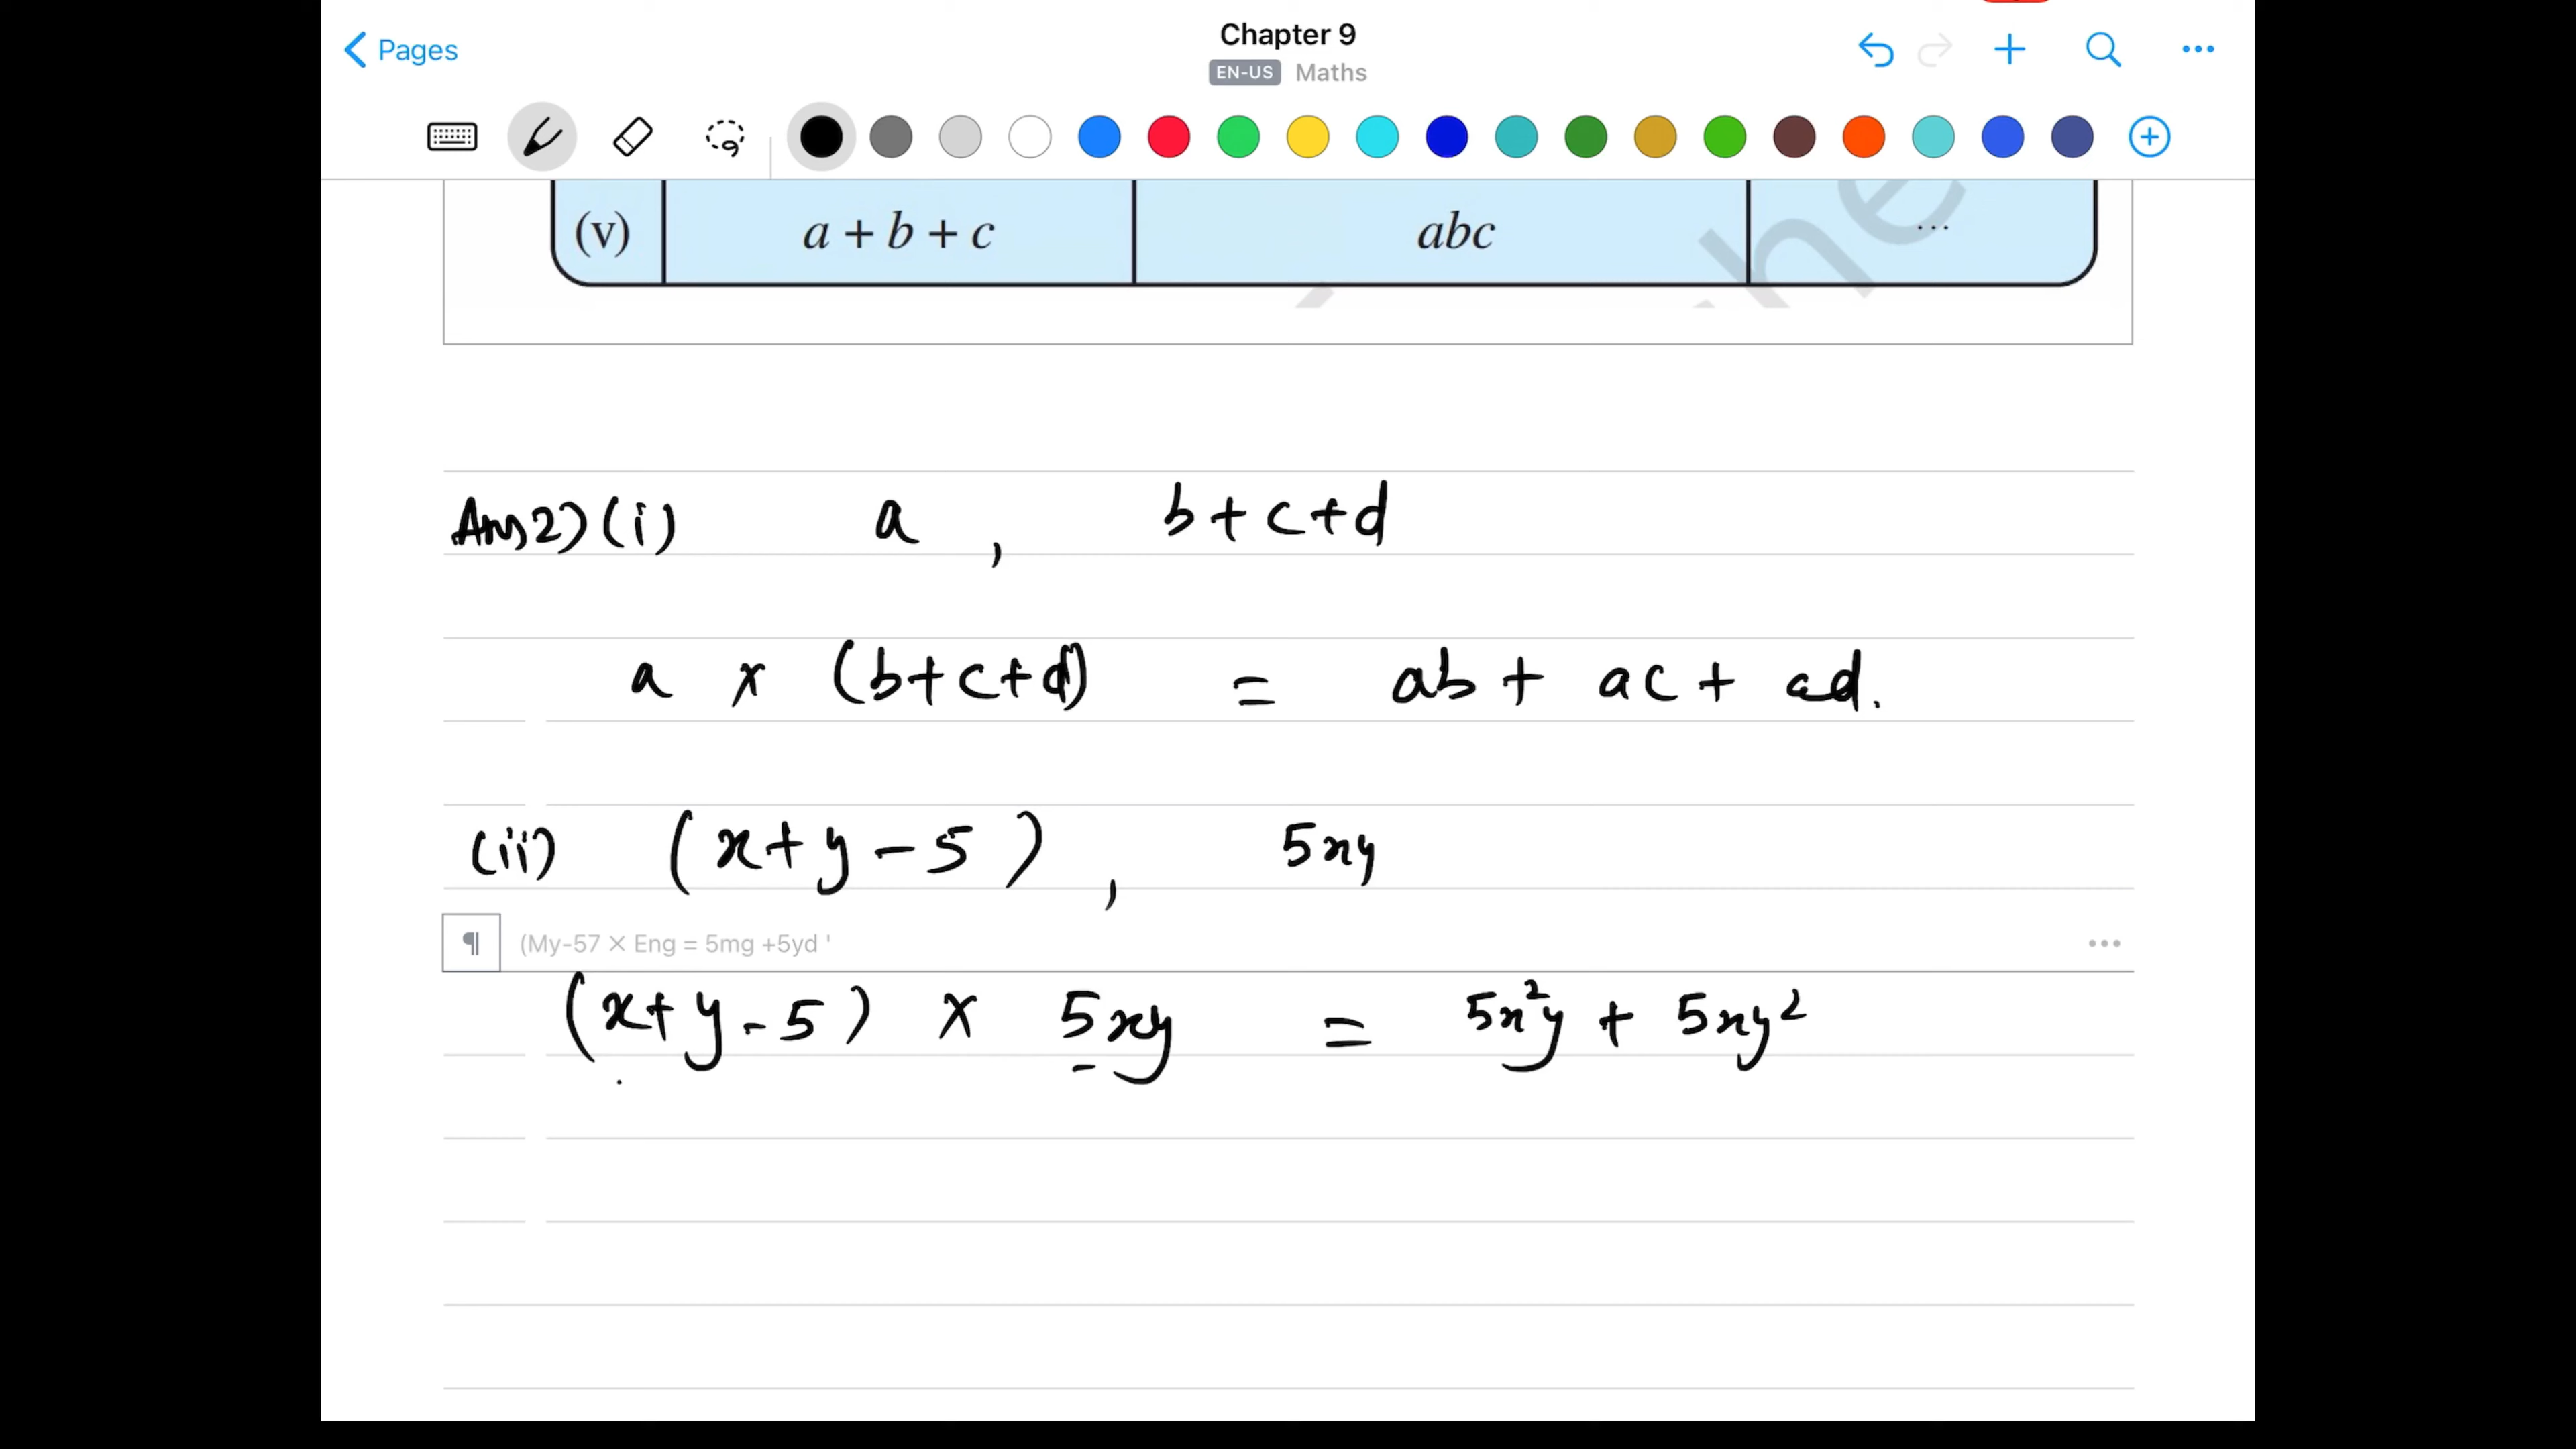 Pages
Chapter 9
EN-US Maths
(v) a + b + c abc ...
he
Ans2) (i) a , b+c+d
a x (b+c+d) = ab + ac + ad.
(ii) (x+y-5) , 5xy
¶ (My-57 × Eng = 5mg +5yd '
(x+y-5) x 5xy = 5x²y + 5xy²